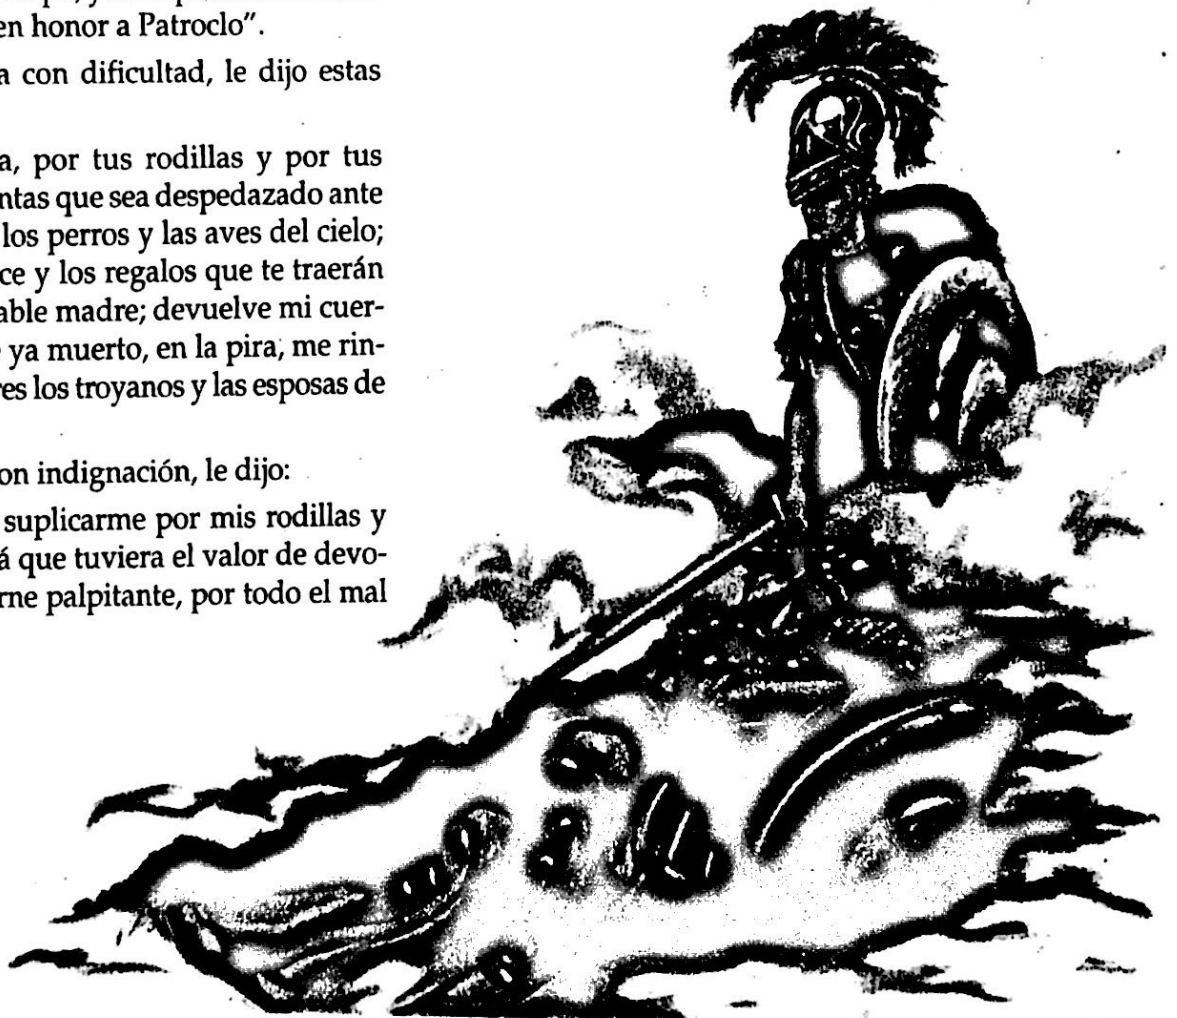 en honor a Patroclo”.
a con dificultad, le dijo estas
a, por tus rodillas y por tus
ntas que sea despedazado ante
los perros y las aves del cielo;
ce y los regalos que te traerán
able madre; devuelve mi cuer-
ya muerto, en la pira, me rin-
res los troyanos y las esposas de
on indignación, le dijo:
suplicarme por mis rodillas y
á que tuviera el valor de devo-
rne palpitante, por todo el mal